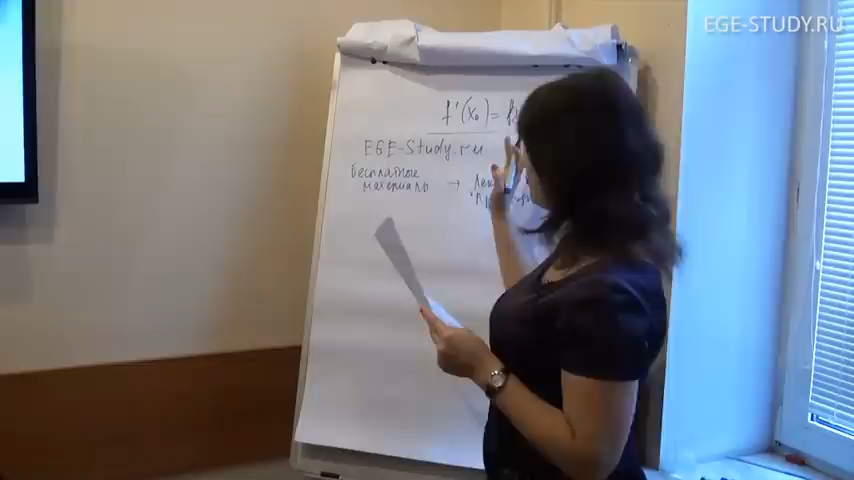 EGE-STUDY.RU
f'(x₀)=
EGE-Study.ru
бесплатные
материалы →